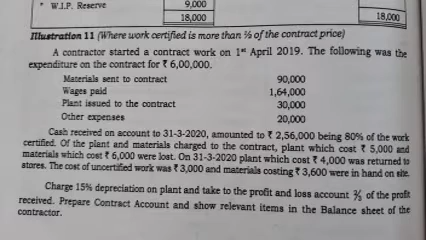 * W.I.P. Reserve 9,000
18,000 18,000
Illustration 11 (Where work certified is more than ⅔ of the contract price)
A contractor started a contract work on 1st April 2019. The following was the
expenditure on the contract for ₹ 6,00,000.
Materials sent to contract 90,000
Wages paid 1,64,000
Plant issued to the contract 30,000
Other expenses 20,000
Cash received on account to 31-3-2020, amounted to ₹ 2,56,000 being 80% of the work
certified. Of the plant and materials charged to the contract, plant which cost ₹ 5,000 and
materials which cost ₹ 6,000 were lost. On 31-3-2020 plant which cost ₹ 4,000 was returned to
stores. The cost of uncertified work was ₹ 3,000 and materials costing ₹ 3,600 were in hand on site.
Charge 15% depreciation on plant and take to the profit and loss account ⅔ of the profit
received. Prepare Contract Account and show relevant items in the Balance sheet of the
contractor.